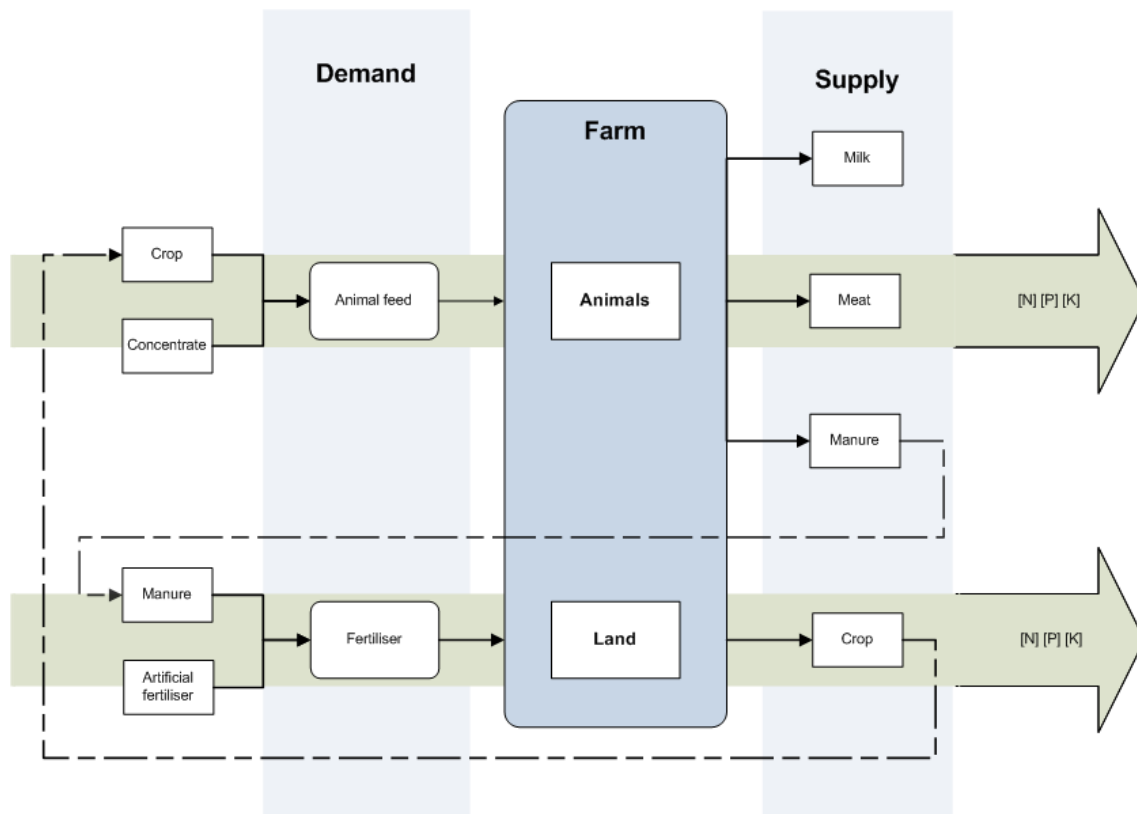 Demand
Supply
Farm
Milk
Crop
Animal feed
Animals
Meat
[N] [P] [K]
Concentrate
Manure
Manure
Fertiliser
Land
Crop
[N] [P] [K]
Artificial
fertiliser